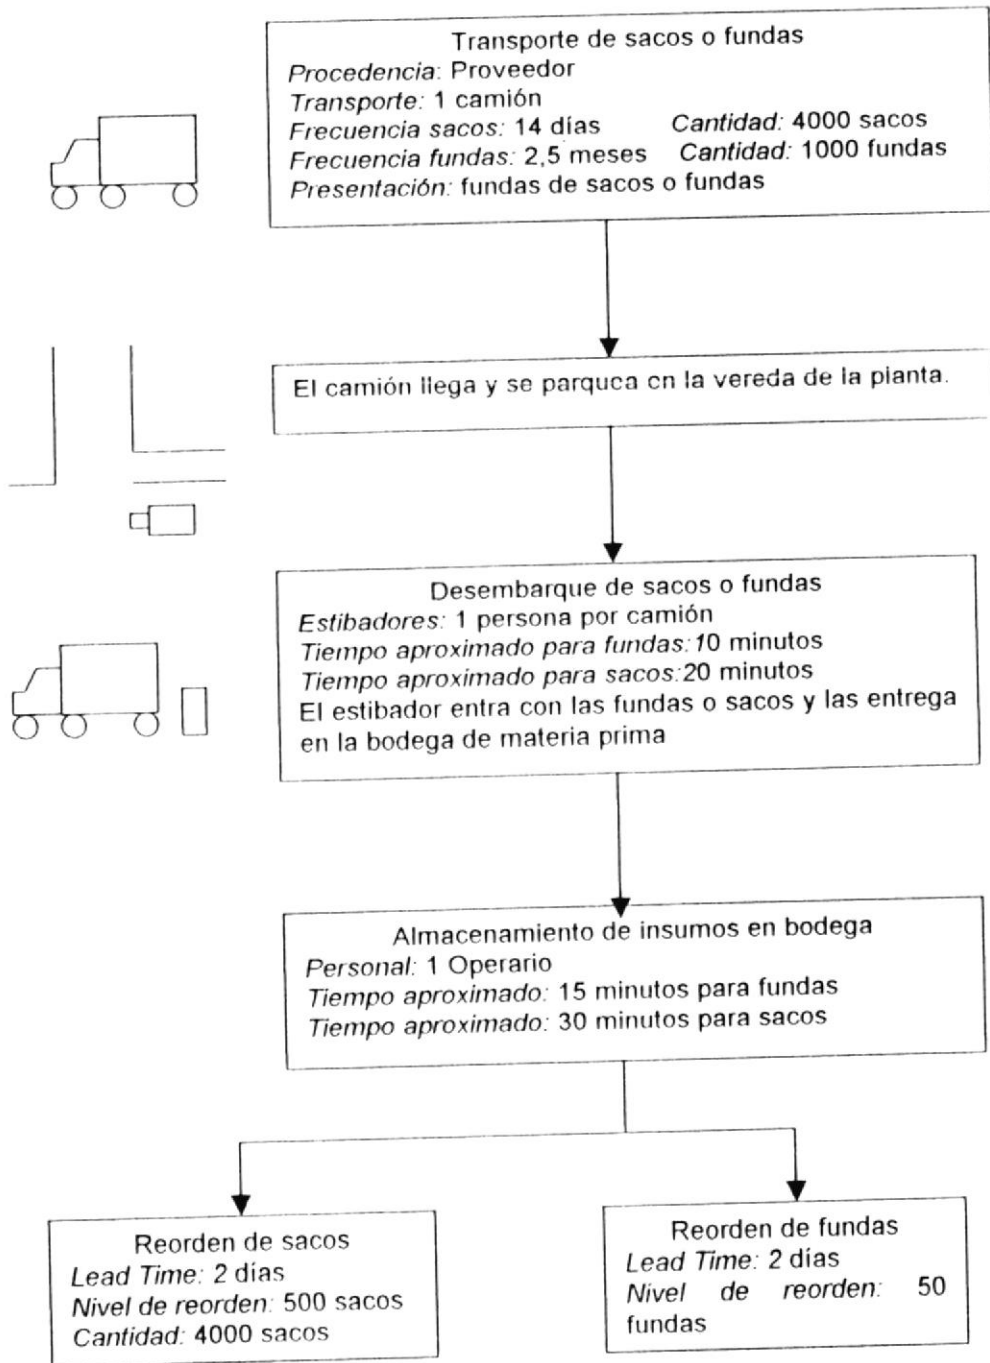 Transporte de sacos o fundas
Procedencia: Proveedor
Transporte: 1 camión
Frecuencia sacos: 14 días Cantidad: 4000 sacos
Frecuencia fundas: 2,5 meses Cantidad: 1000 fundas
Presentación: fundas de sacos o fundas
El camión llega y se parquea en la vereda de la planta.
Desembarque de sacos o fundas
Estibadores: 1 persona por camión
Tiempo aproximado para fundas: 10 minutos
Tiempo aproximado para sacos: 20 minutos
El estibador entra con las fundas o sacos y las entrega
en la bodega de materia prima
Almacenamiento de insumos en bodega
Personal: 1 Operario
Tiempo aproximado: 15 minutos para fundas
Tiempo aproximado: 30 minutos para sacos
Reorden de sacos
Lead Time: 2 días
Nivel de reorden: 500 sacos
Cantidad: 4000 sacos
Reorden de fundas
Lead Time: 2 días
Nivel de reorden: 50
fundas